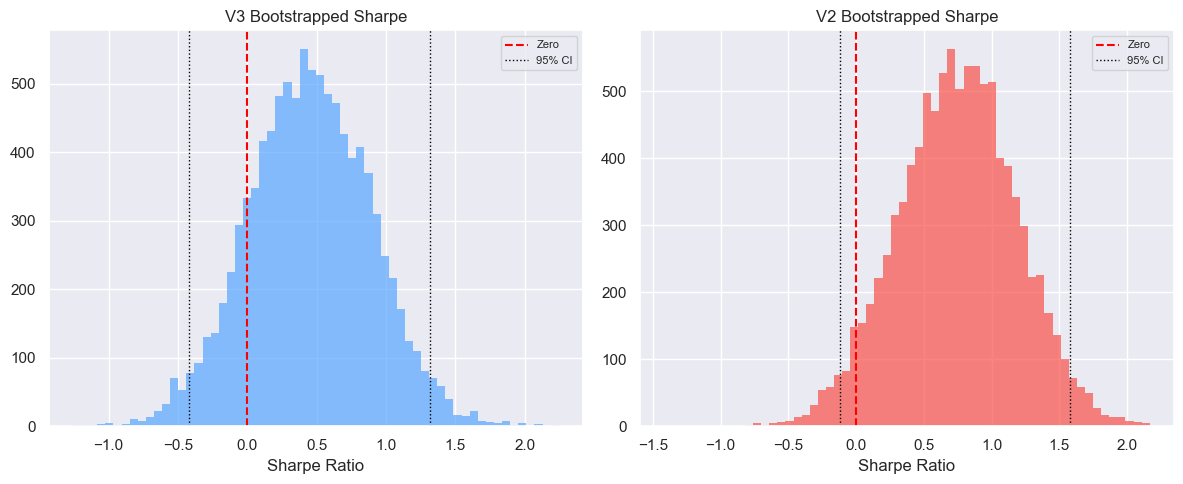 V3 Bootstrapped Sharpe
Zero
95% CI
500
400
300
200
100
0
−1.0 −0.5 0.0 0.5 1.0 1.5 2.0
Sharpe Ratio
V2 Bootstrapped Sharpe
Zero
95% CI
500
400
300
200
100
0
−1.5 −1.0 −0.5 0.0 0.5 1.0 1.5 2.0
Sharpe Ratio